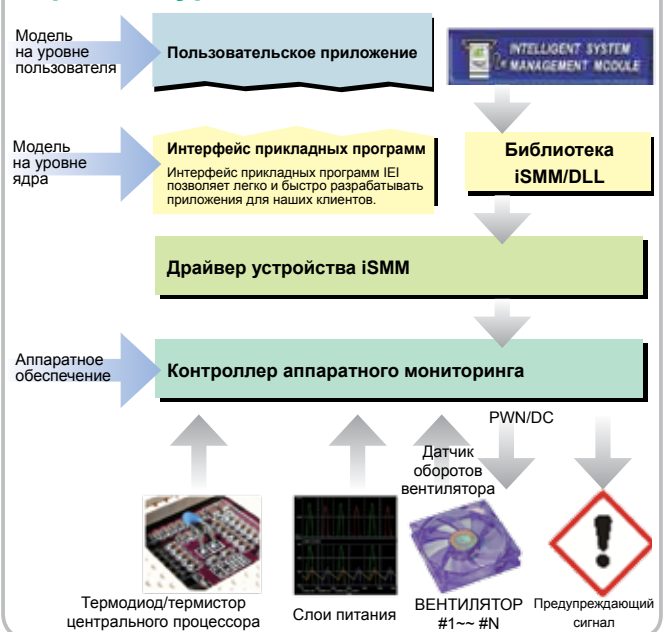 Модель
на уровне
пользователя
Пользовательское приложение
INTELLIGENT SYSTEM
MANAGEMENT MODULE
Модель
на уровне
ядра
Интерфейс прикладных программ
Интерфейс прикладных программ IEI
позволяет легко и быстро разрабатывать
приложения для наших клиентов.
Библиотека
iSMM/DLL
Драйвер устройства iSMM
Аппаратное
обеспечение
Контроллер аппаратного мониторинга
PWN/DC
Датчик
оборотов
вентилятора
Термодиод/термистор
центрального процессора
Слои питания
ВЕНТИЛЯТОР
#1~~ #N
Предупреждающий
сигнал